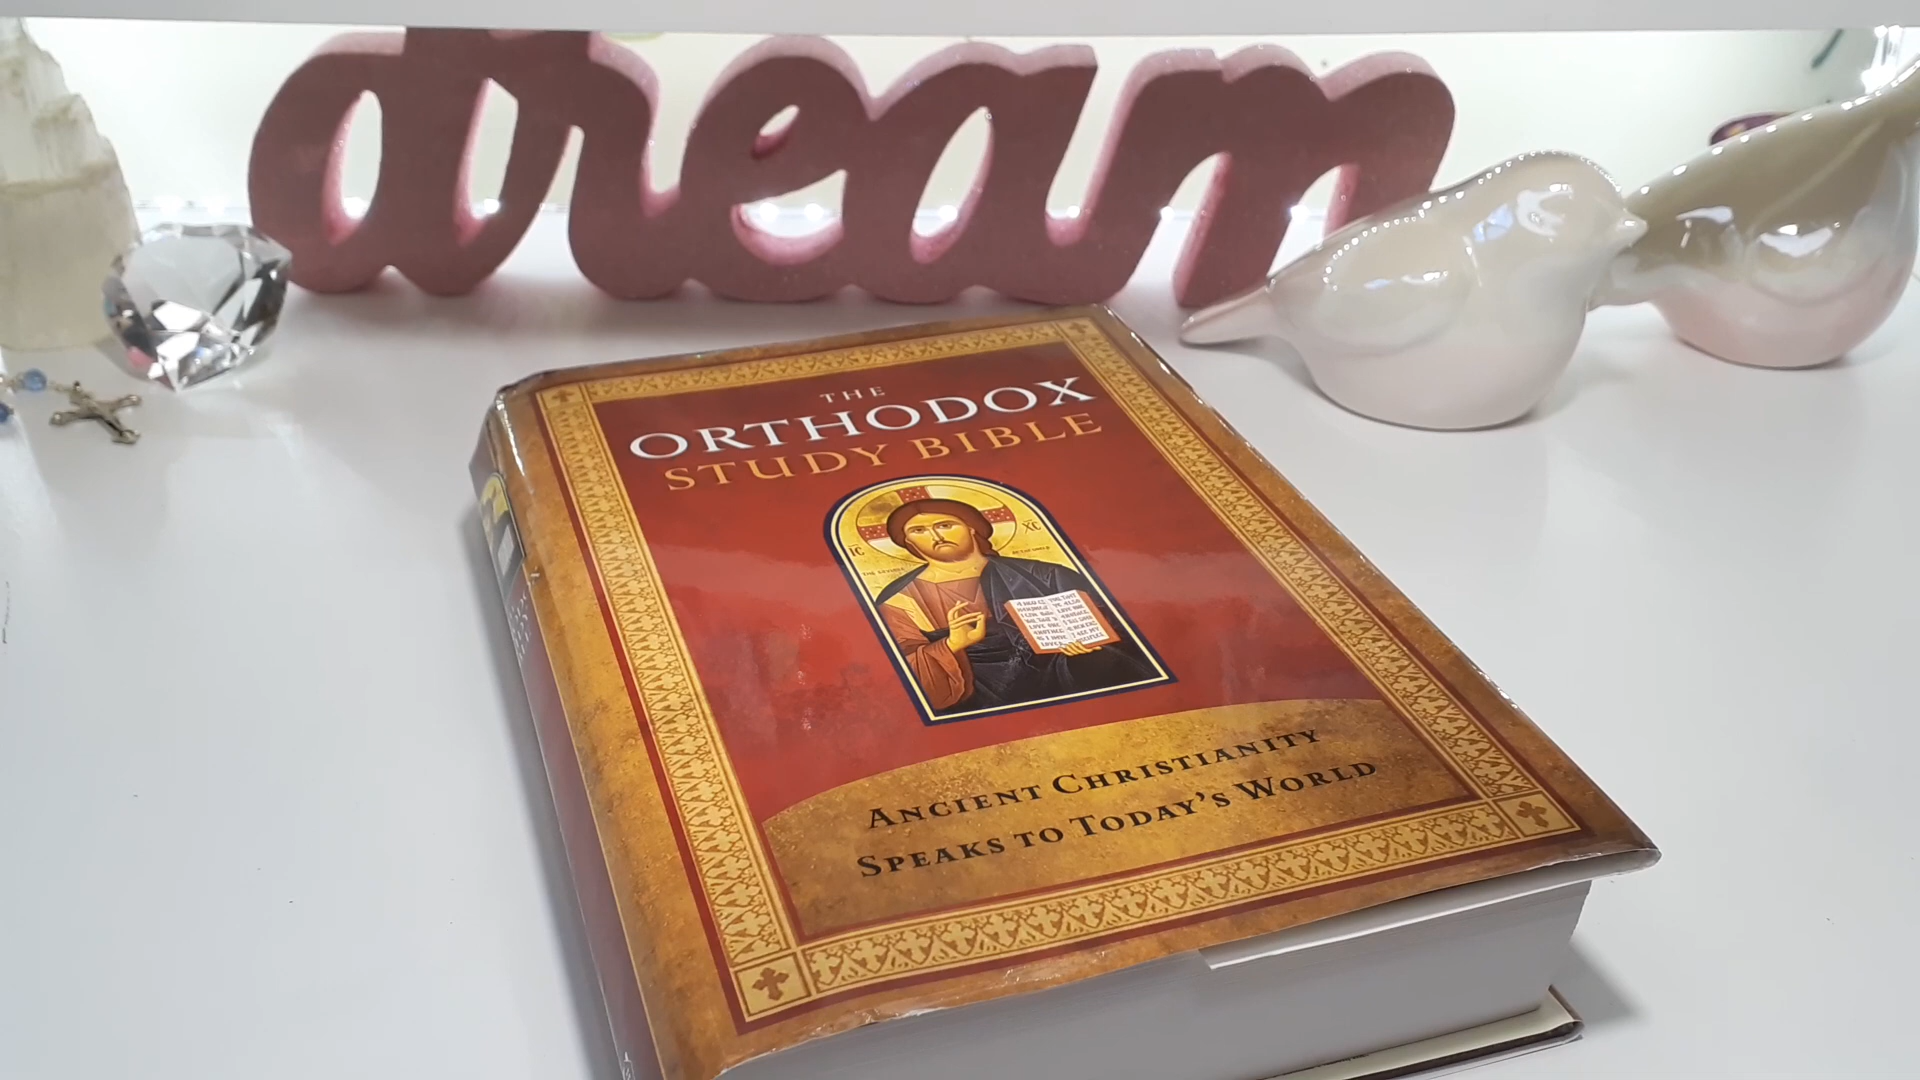 dream
THE
ORTHODOX
STUDY BIBLE
IC
XC
ANCIENT CHRISTIANITY
SPEAKS TO TODAY'S WORLD